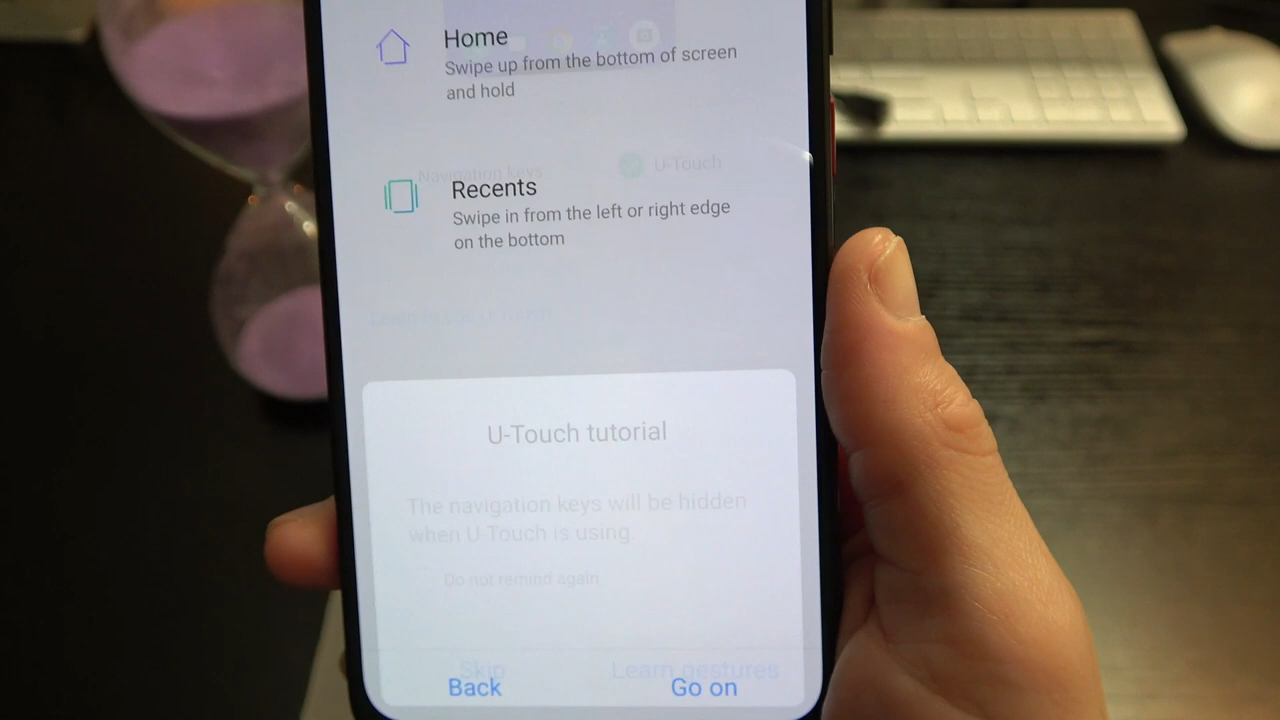 Home
Swipe up from the bottom of screen
and hold
Navigation keys
U-Touch
Recents
Swipe in from the left or right edge
on the bottom
U-Touch tutorial
The navigation keys will be hidden
when U-Touch is using.
Do not remind again
Skip
Learn gestures
Back
Go on